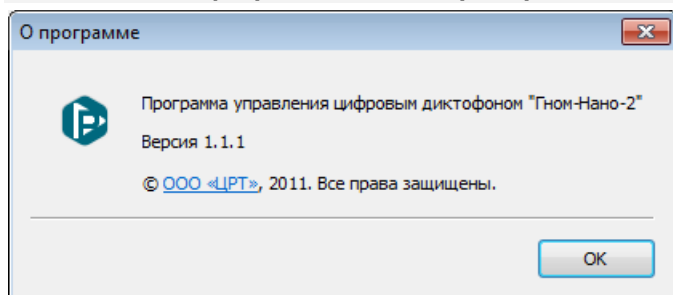 О программе
Программа управления цифровым диктофоном "Гном-Нано-2"
Версия 1.1.1
© ООО «ЦРТ», 2011. Все права защищены.
OK